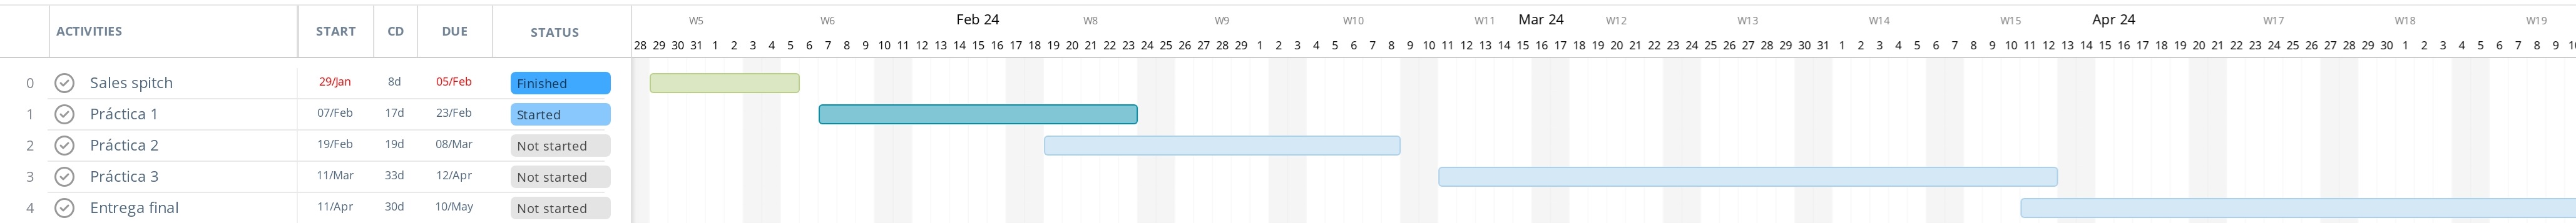 W5 W6 Feb 24 W8 W9 W10 W11 Mar 24 W12 W13 W14 W15 Apr 24 W17 W18 W19
ACTIVITIES START CD DUE STATUS
28 29 30 31 1 2 3 4 5 6 7 8 9 10 11 12 13 14 15 16 17 18 19 20 21 22 23 24 25 26 27 28 29 1 2 3 4 5 6 7 8 9 10 11 12 13 14 15 16 17 18 19 20 21 22 23 24 25 26 27 28 29 30 31 1 2 3 4 5 6 7 8 9 10 11 12 13 14 15 16 17 18 19 20 21 22 23 24 25 26 27 28 29 30 1 2 3 4 5 6 7 8 9
0 Sales spitch 29/Jan 8d 05/Feb Finished
1 Práctica 1 07/Feb 17d 23/Feb Started
2 Práctica 2 19/Feb 19d 08/Mar Not started
3 Práctica 3 11/Mar 33d 12/Apr Not started
4 Entrega final 11/Apr 30d 10/May Not started